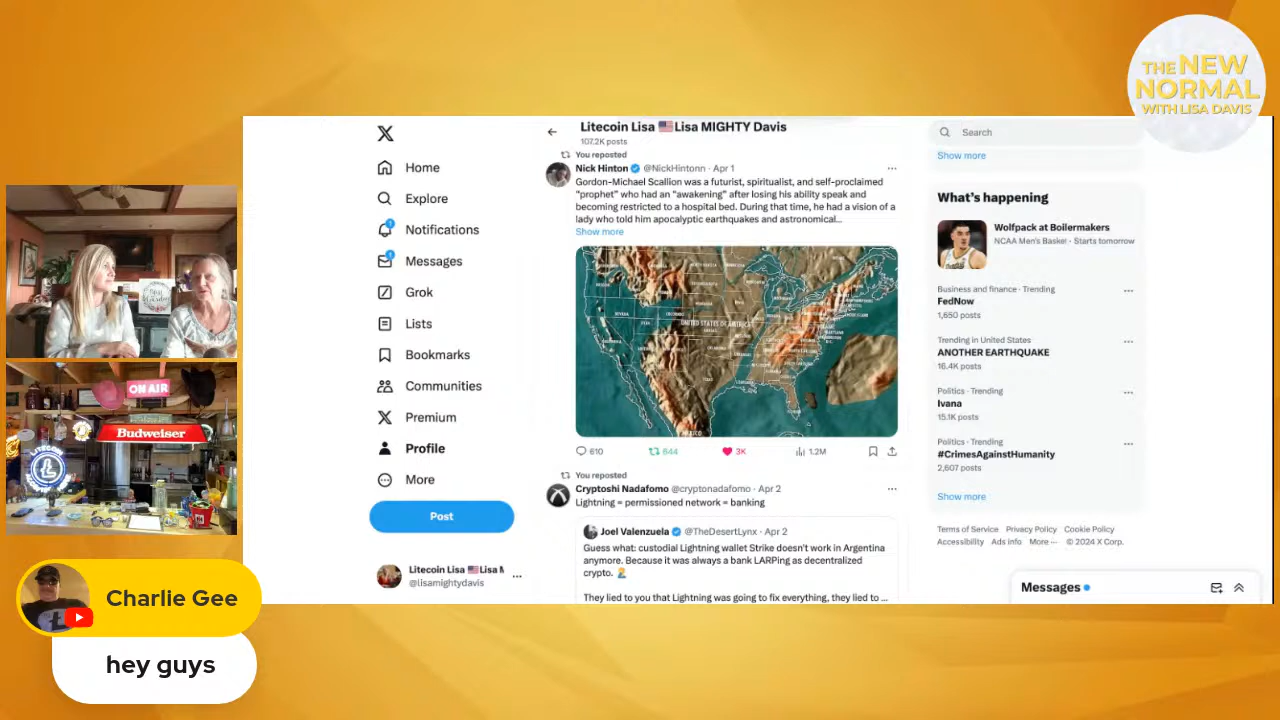 THE NEW
NORMAL
WITH LISA DAVIS
ON AIR
Budweiser
LITECOIN
Charlie Gee
hey guys
Home
Explore
Notifications
Messages
Grok
Lists
Bookmarks
Communities
Premium
Profile
More
Post
Litecoin Lisa 🇺🇸Lisa M
@lisamightydavis
Litecoin Lisa 🇺🇸Lisa MIGHTY Davis
107.2K posts
You reposted
Nick Hinton @NickHintonn · Apr 1
Gordon-Michael Scallion was a futurist, spiritualist, and self-proclaimed
"prophet" who had an "awakening" after losing his ability speak and
becoming restricted to a hospital bed. During that time, he had a vision of a
lady who told him apocalyptic earthquakes and astronomical...
Show more
UNITED STATES OF AMERICA
MEXICO
610
644
3K
1.2M
You reposted
Cryptoshi Nadafomo @cryptonadafomo · Apr 2
Lightning = permissioned network = banking
Joel Valenzuela @TheDesertLynx · Apr 2
Guess what: custodial Lightning wallet Strike doesn't work in Argentina
anymore. Because it was always a bank LARPing as decentralized
crypto. 🤦‍♂️
They lied to you that Lightning was going to fix everything, they lied to ...
Search
Show more
What's happening
Wolfpack at Boilermakers
NCAA Men's Basket · Starts tomorrow
Business and finance · Trending
FedNow
1,650 posts
Trending in United States
ANOTHER EARTHQUAKE
16.4K posts
Politics · Trending
Ivana
15.1K posts
Politics · Trending
#CrimesAgainstHumanity
2,607 posts
Show more
Terms of Service Privacy Policy Cookie Policy
Accessibility Ads info More ··· © 2024 X Corp.
Messages